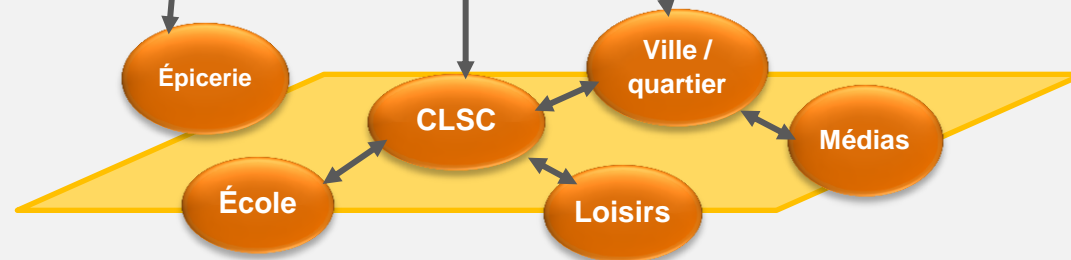 Ville /
quartier
Épicerie
CLSC
Médias
École
Loisirs